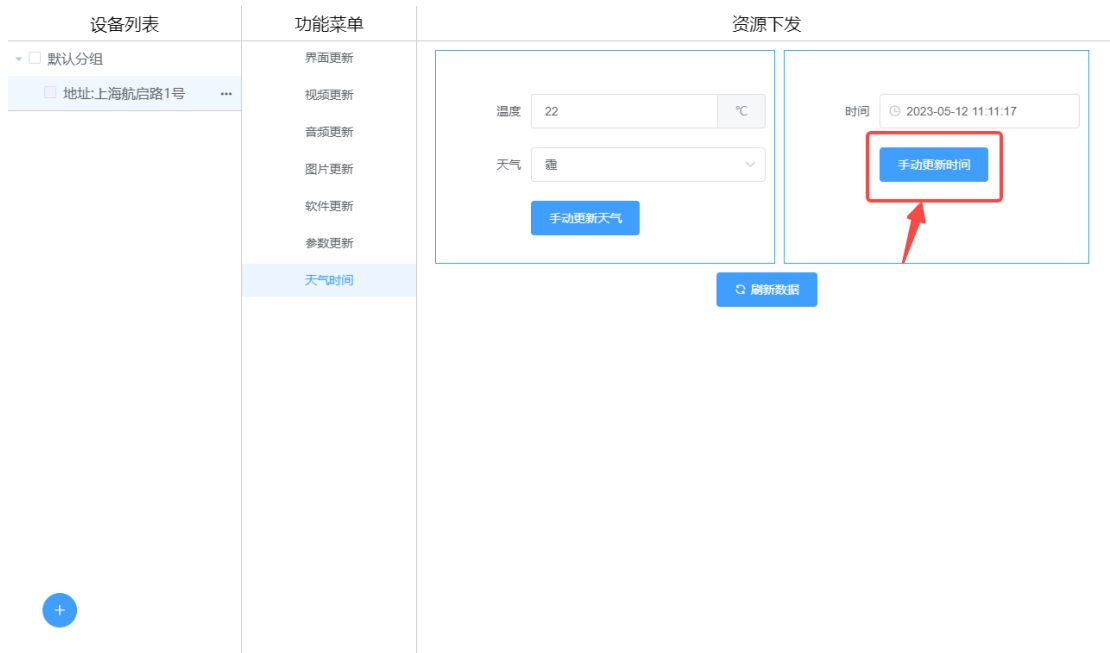 设备列表
功能菜单
资源下发
默认分组
地址:上海航启路1号
界面更新
视频更新
音频更新
图片更新
软件更新
参数更新
天气时间
温度 22 ℃
天气 霾
手动更新天气
时间 2023-05-12 11:11:17
手动更新时间
刷新数据